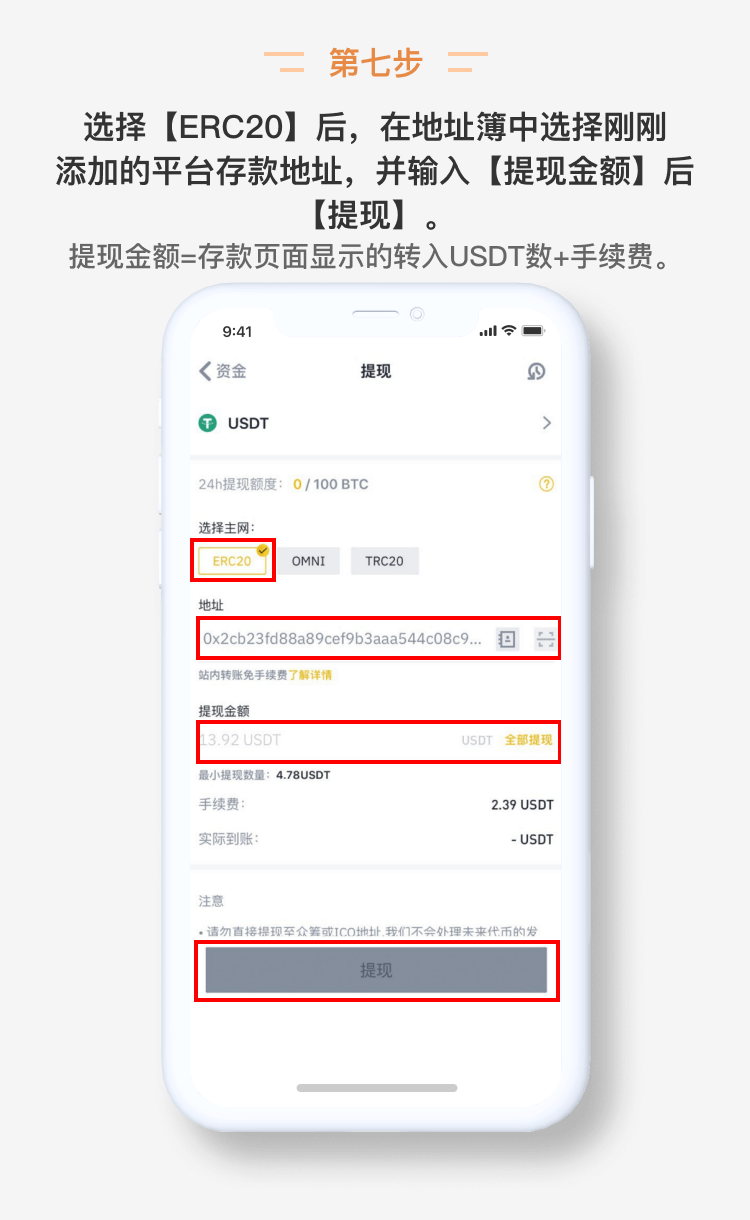 第七步
选择【ERC20】后，在地址簿中选择刚刚
添加的平台存款地址，并输入【提现金额】后
【提现】。
提现金额=存款页面显示的转入USDT数+手续费。
9:41
资金
提现
USDT
24h提现额度： 0 / 100 BTC
选择主网：
ERC20 OMNI TRC20
地址
0x2cb23fd88a89cef9b3aaa544c08c9...
站内转账免手续费了解详情
提现金额
13.92 USDT USDT 全部提现
最小提现数量： 4.78USDT
手续费： 2.39 USDT
实际到账： - USDT
注意
• 请勿直接提现至众筹或ICO地址,我们不会处理未来代币的发
提现